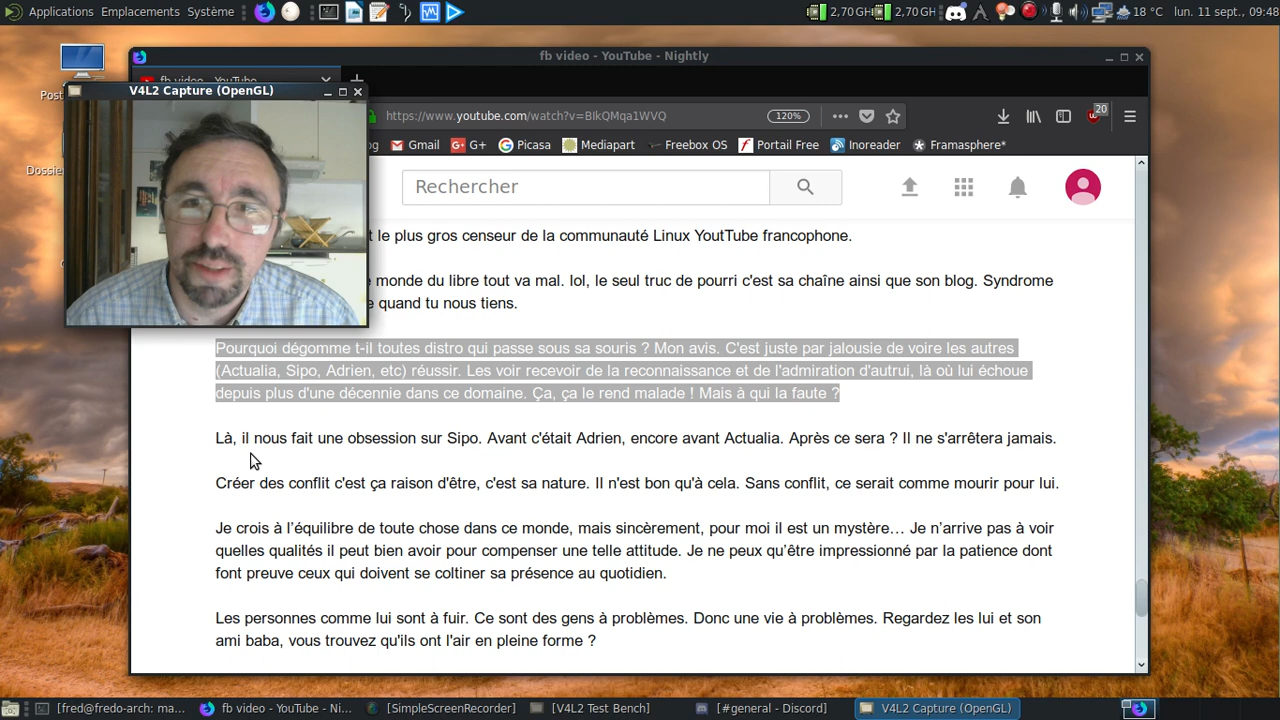 Applications Emplacements Système
2,70 GH 2,70 GH 18 °C lun. 11 sept., 09:48
fb video - YouTube - Nightly
fb video - YouTube
V4L2 Capture (OpenGL)
Post
Dossie
https://www.youtube.com/watch?v=BIkQMqa1WVQ 120% 20
og Gmail G+ Picasa Mediapart Freebox OS Portail Free Inoreader Framasphere*
Rechercher
t le plus gros censeur de la communauté Linux YouTube francophone.
e monde du libre tout va mal. lol, le seul truc de pourri c'est sa chaîne ainsi que son blog. Syndrome
e quand tu nous tiens.
Pourquoi dégomme t-il toutes distro qui passe sous sa souris ? Mon avis. C'est juste par jalousie de voire les autres
(Actualia, Sipo, Adrien, etc) réussir. Les voir recevoir de la reconnaissance et de l'admiration d'autrui, là où lui échoue
depuis plus d'une décennie dans ce domaine. Ça, ça le rend malade ! Mais à qui la faute ?
Là, il nous fait une obsession sur Sipo. Avant c'était Adrien, encore avant Actualia. Après ce sera ? Il ne s'arrêtera jamais.
Créer des conflit c'est ça raison d'être, c'est sa nature. Il n'est bon qu'à cela. Sans conflit, ce serait comme mourir pour lui.
Je crois à l'équilibre de toute chose dans ce monde, mais sincèrement, pour moi il est un mystère… Je n'arrive pas à voir
quelles qualités il peut bien avoir pour compenser une telle attitude. Je ne peux qu'être impressionné par la patience dont
font preuve ceux qui doivent se coltiner sa présence au quotidien.
Les personnes comme lui sont à fuir. Ce sont des gens à problèmes. Donc une vie à problèmes. Regardez les lui et son
ami baba, vous trouvez qu'ils ont l'air en pleine forme ?
[fred@fredo-arch: ma... fb video - YouTube - Ni... [SimpleScreenRecorder] [V4L2 Test Bench] [#general - Discord] V4L2 Capture (OpenGL)